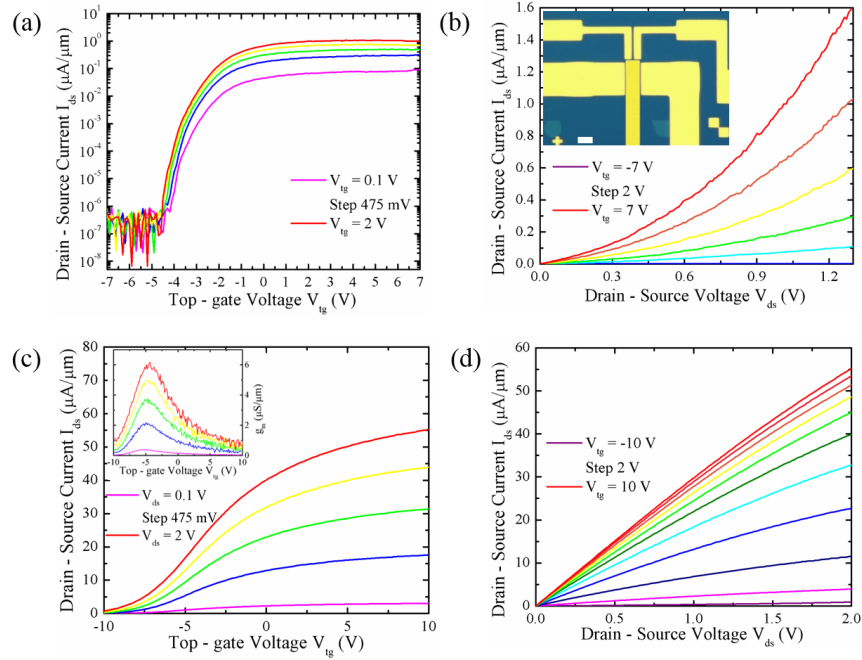 (a)
Drain - Source Current I_ds (μA/μm)
10^1
10^0
10^-1
10^-2
10^-3
10^-4
10^-5
10^-6
10^-7
10^-8
V_tg = 0.1 V
Step 475 mV
V_tg = 2 V
-7 -6 -5 -4 -3 -2 -1 0 1 2 3 4 5 6 7
Top - gate Voltage V_tg (V)
(b)
Drain - Source Current I_ds (μA/μm)
1.6
1.4
1.2
1.0
0.8
0.6
0.4
0.2
0.0
V_tg = -7 V
Step 2 V
V_tg = 7 V
0.0 0.3 0.6 0.9 1.2
Drain - Source Voltage V_ds (V)
(c)
Drain - Source Current I_ds (μA/μm)
80
70
60
50
40
30
20
10
0
6
4
2
0
g_m (μS/μm)
-10 -5 0 5 10
Top - gate Voltage V_tg (V)
V_ds = 0.1 V
Step 475 mV
V_ds = 2 V
-10 -5 0 5 10
Top - gate Voltage V_tg (V)
(d)
Drain - Source Current I_ds (μA/μm)
60
50
40
30
20
10
0
V_tg = -10 V
Step 2 V
V_tg = 10 V
0.0 0.5 1.0 1.5 2.0
Drain - Source Voltage V_ds (V)